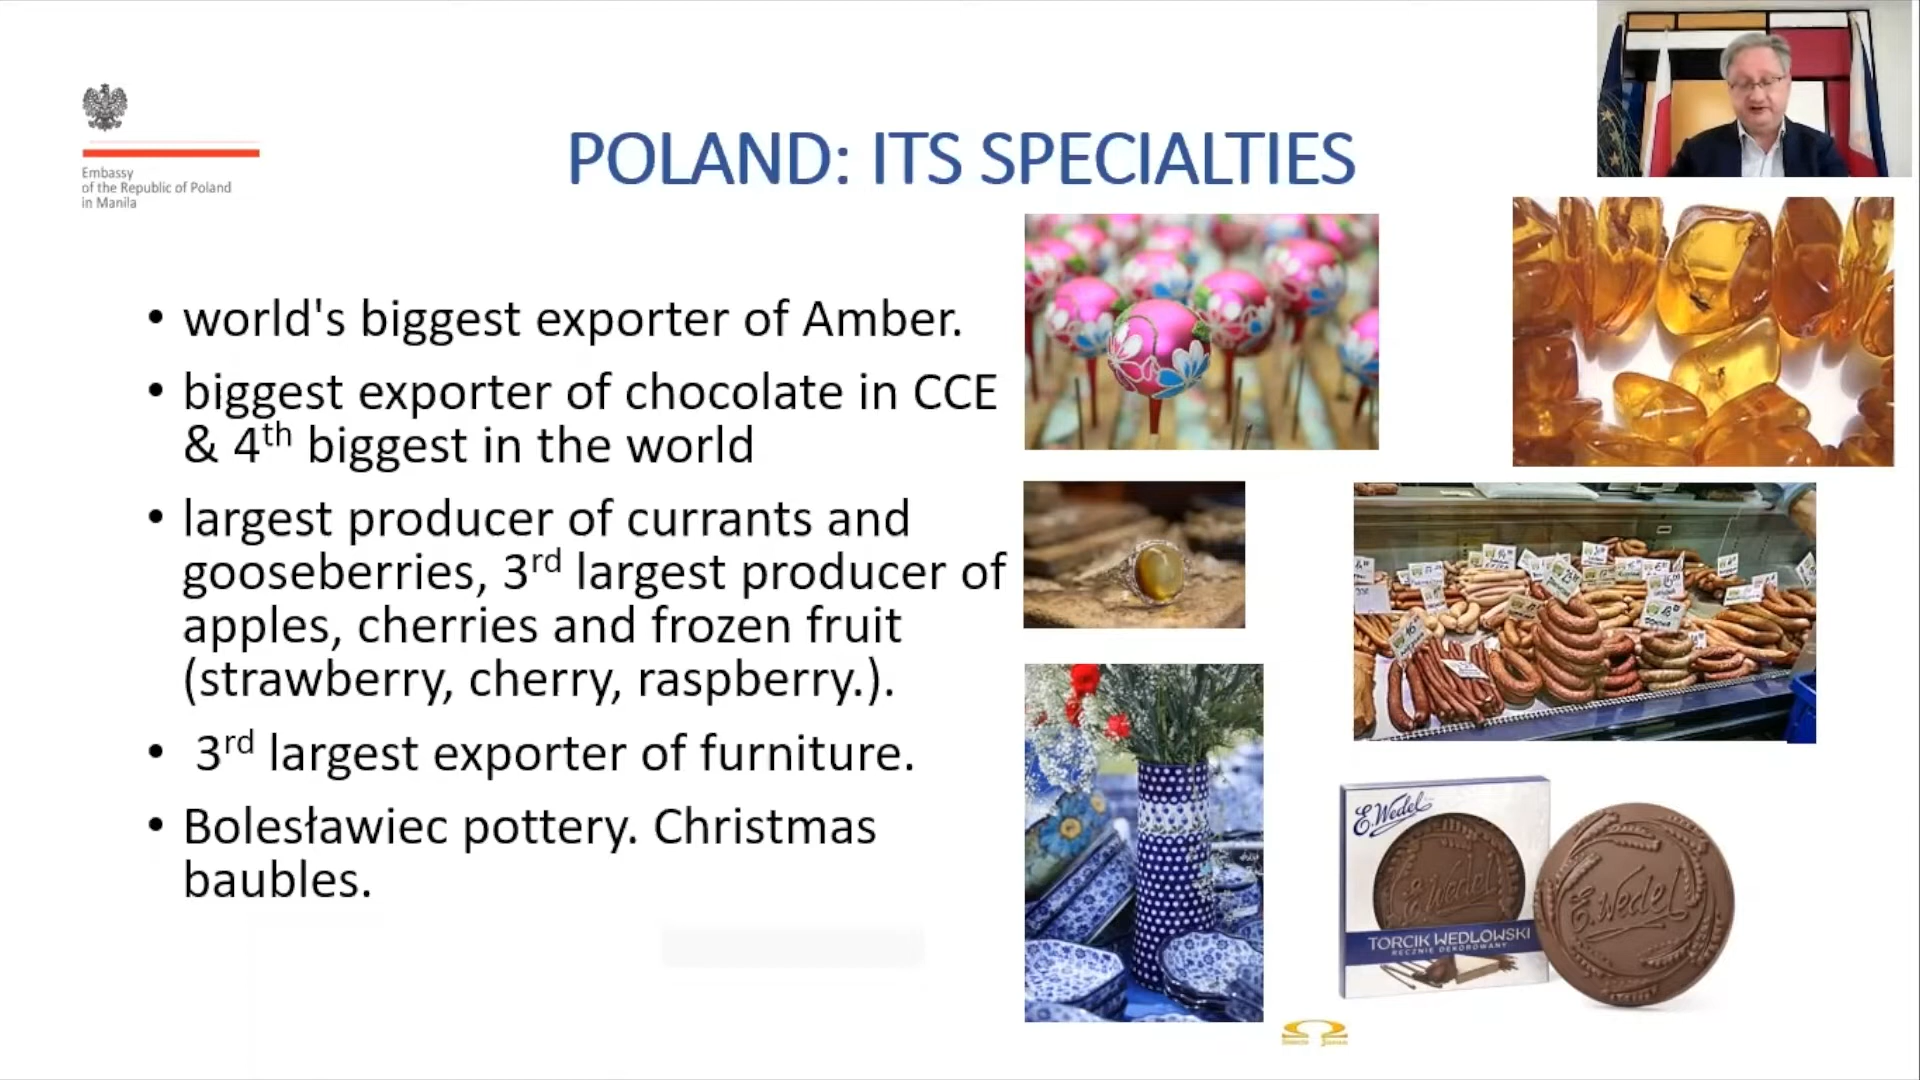 Embassy
of the Republic of Poland
in Manila
POLAND: ITS SPECIALTIES
• world's biggest exporter of Amber.
• biggest exporter of chocolate in CCE
& 4th biggest in the world
• largest producer of currants and
gooseberries, 3rd largest producer of
apples, cherries and frozen fruit
(strawberry, cherry, raspberry.).
• 3rd largest exporter of furniture.
• Bolesławiec pottery. Christmas
baubles.
E.Wedel
E.Wedel
TORCIK WEDLOWSKI
RĘCZNIE DEKOROWANY
E.Wedel